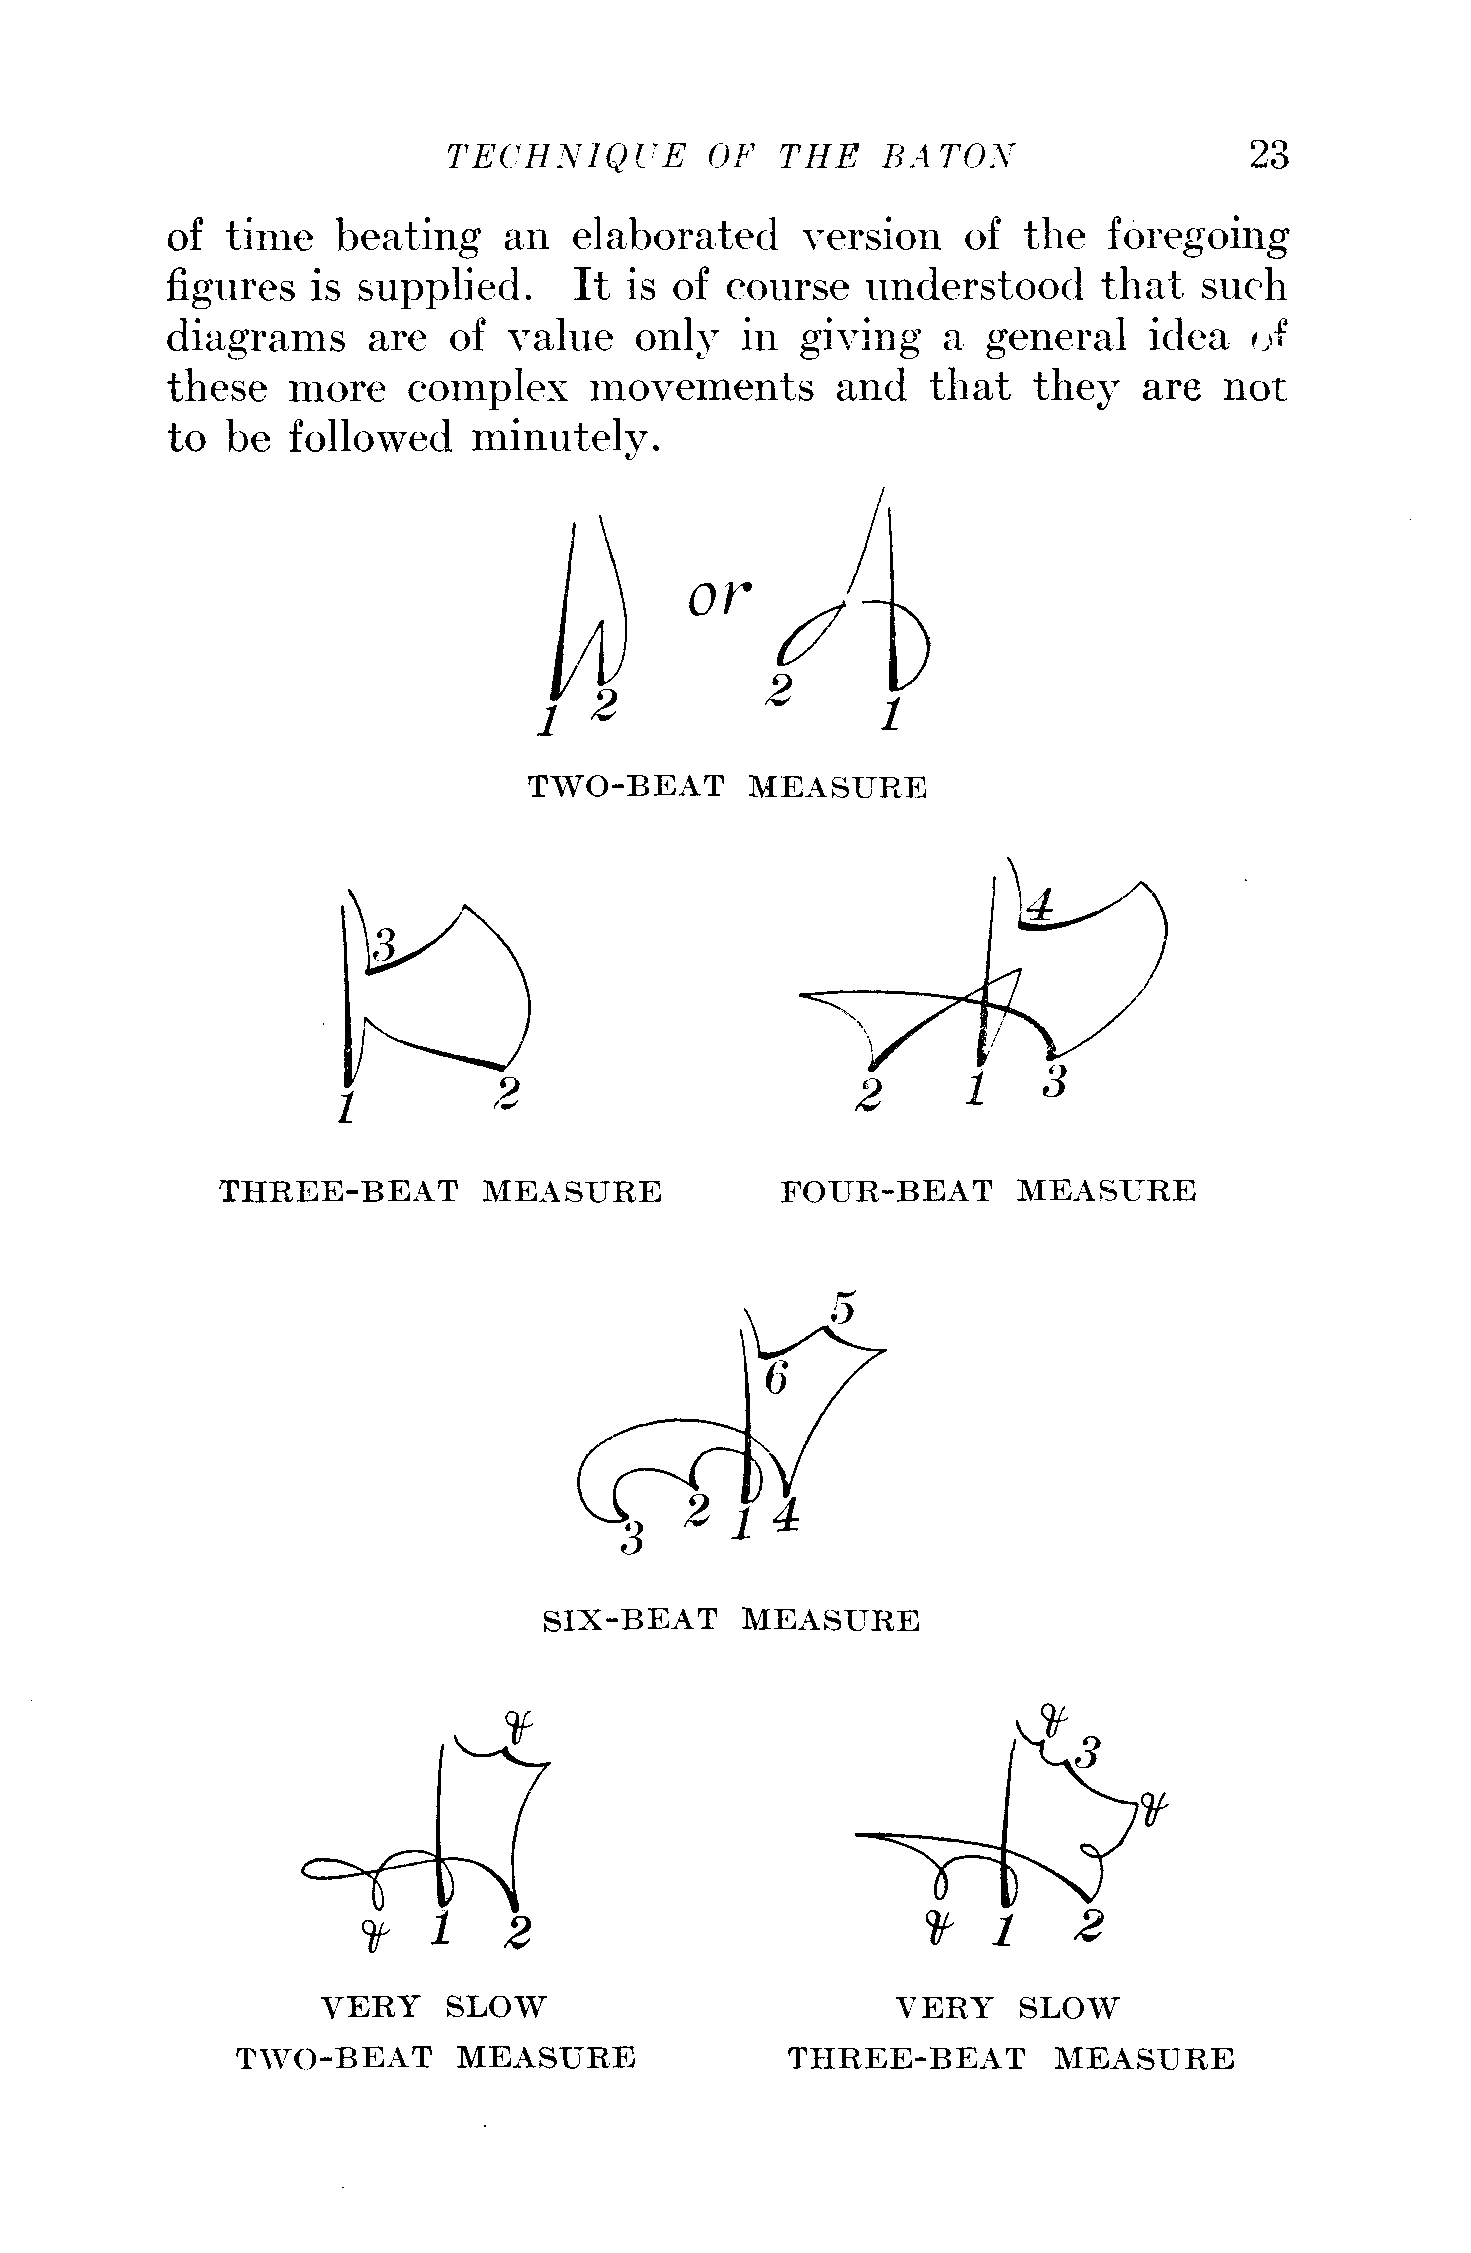 TECHNIQUE OF THE BATON 23
of time beating an elaborated version of the foregoing
figures is supplied. It is of course understood that such
diagrams are of value only in giving a general idea of
these more complex movements and that they are not
to be followed minutely.
or
1 2 2 1
TWO-BEAT MEASURE
3
1 2
4
2 1 3
THREE-BEAT MEASURE FOUR-BEAT MEASURE
5
6
3 2 1 4
SIX-BEAT MEASURE
&
& 1 2
& 3 &
& 1 2
VERY SLOW
TWO-BEAT MEASURE
VERY SLOW
THREE-BEAT MEASURE